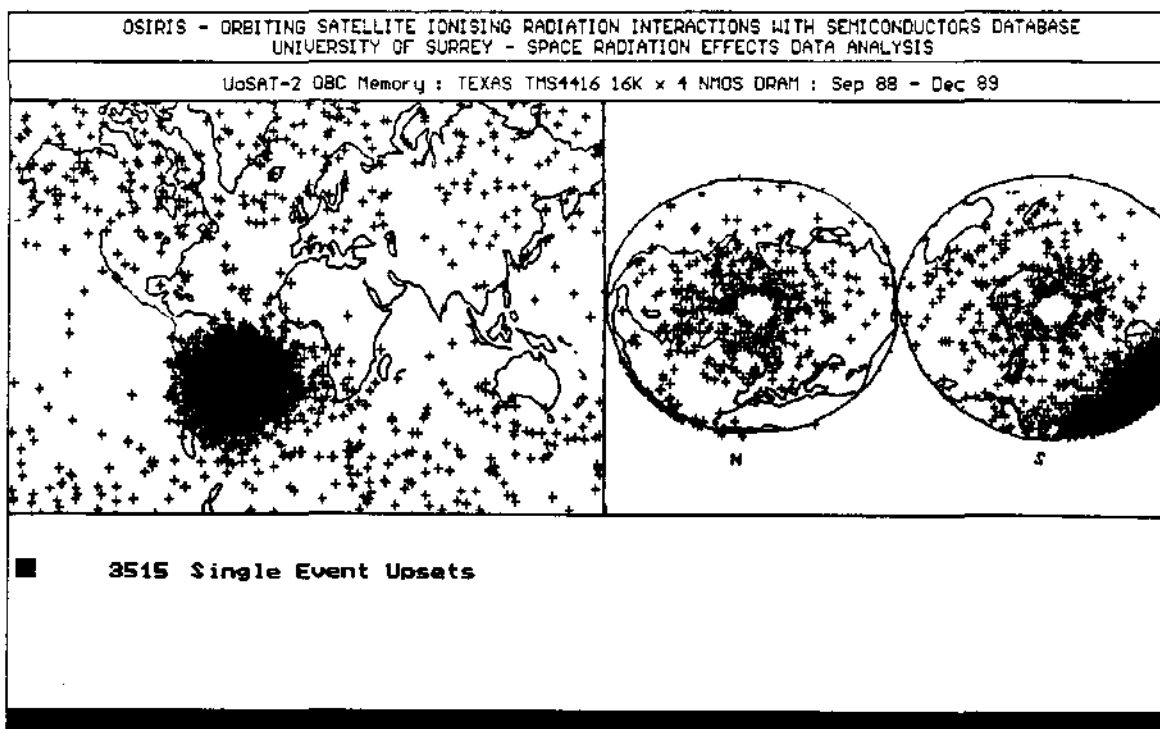 OSIRIS - ORBITING SATELLITE IONISING RADIATION INTERACTIONS WITH SEMICONDUCTORS DATABASE
UNIVERSITY OF SURREY - SPACE RADIATION EFFECTS DATA ANALYSIS
UoSAT-2 OBC Memory : TEXAS TMS4416 16K x 4 NMOS DRAM : Sep 88 - Dec 89
N
S
3515 Single Event Upsets